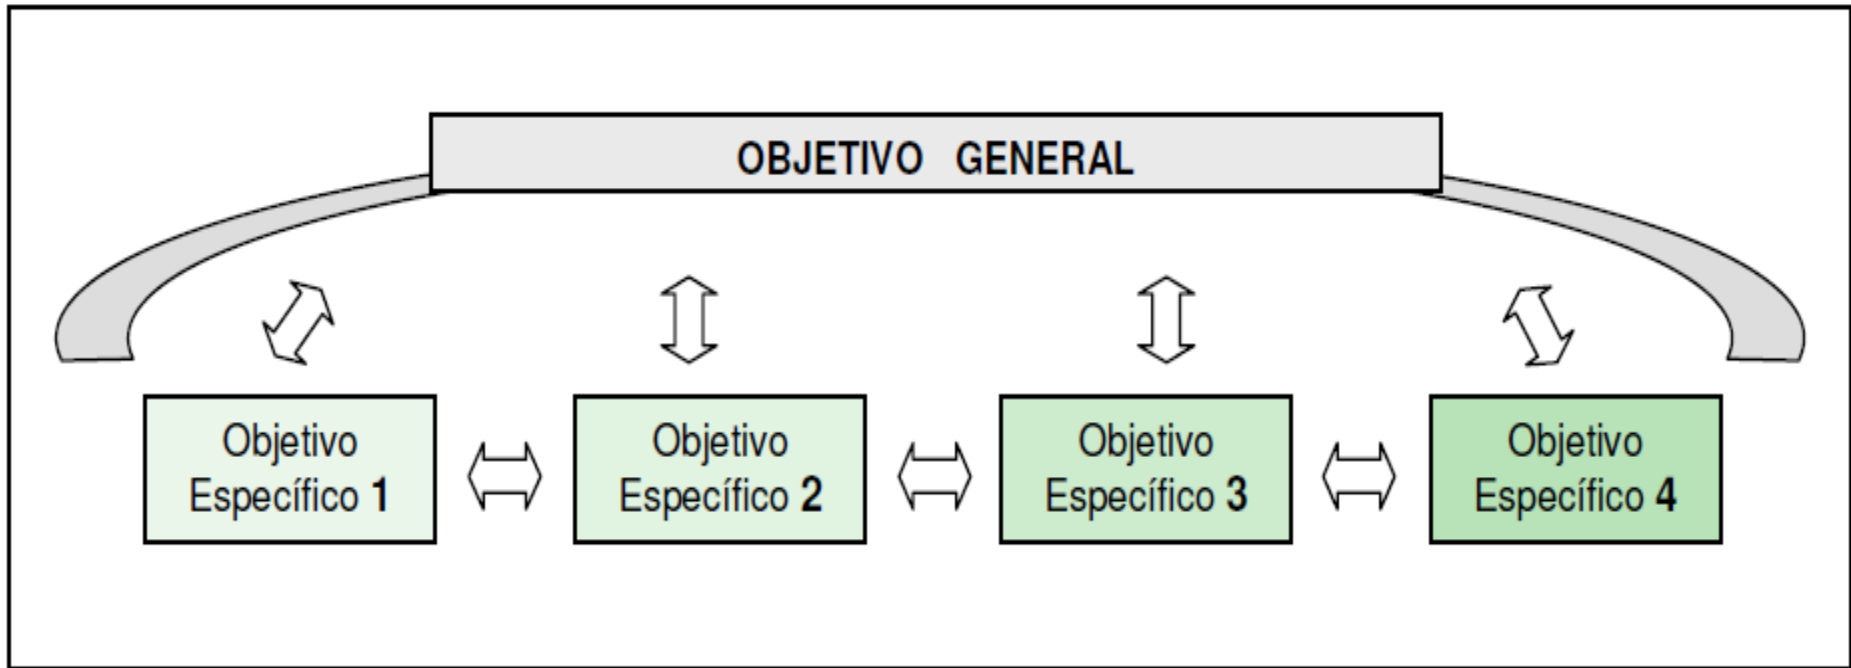 OBJETIVO GENERAL
Objetivo
Específico 1
Objetivo
Específico 2
Objetivo
Específico 3
Objetivo
Específico 4